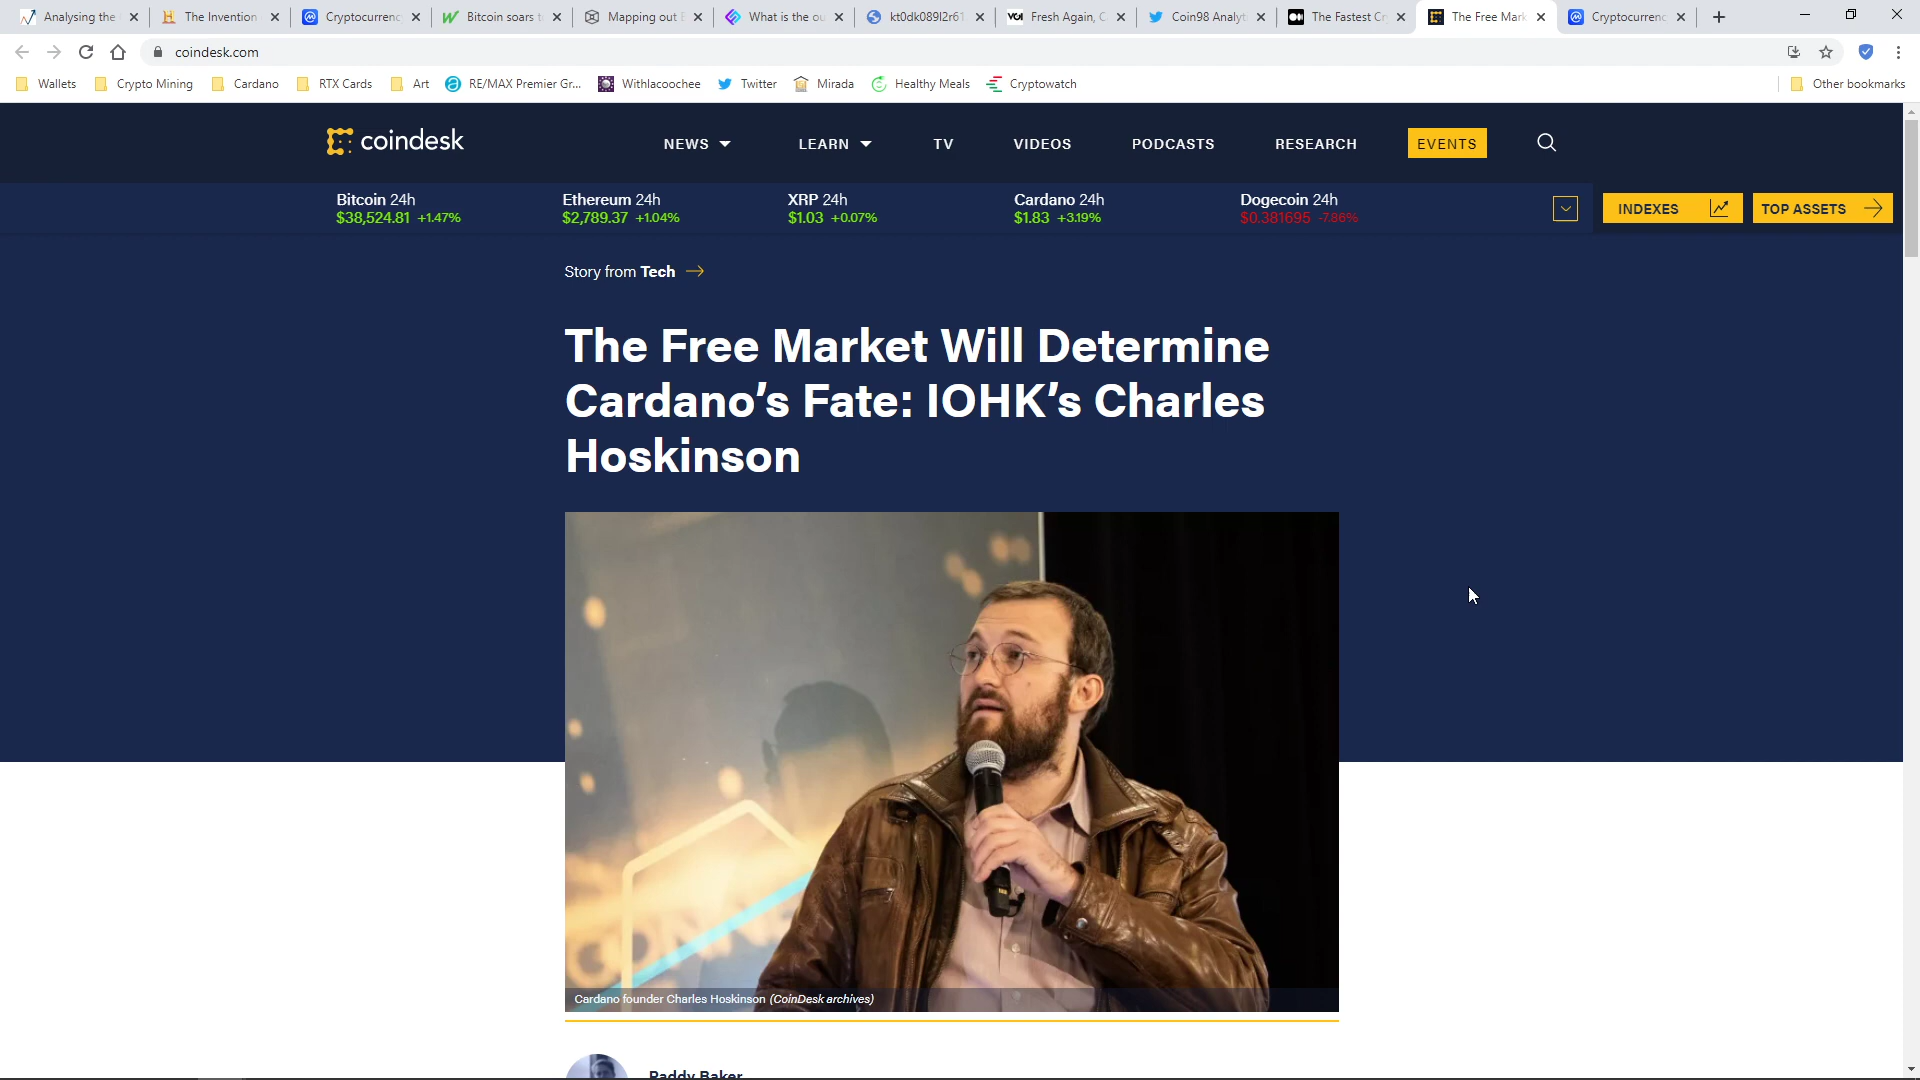 Analysing the
The Invention
Cryptocurrenc
Bitcoin soars t
Mapping out E
What is the ou
kt0dk089l2r61
Fresh Again, C
Coin98 Analyt
The Fastest Cr
The Free Mark
Cryptocurrenc
coindesk.com
Wallets
Crypto Mining
Cardano
RTX Cards
Art
RE/MAX Premier Gr...
Withlacoochee
Twitter
Mirada
Healthy Meals
Cryptowatch
Other bookmarks
coindesk
NEWS
LEARN
TV
VIDEOS
PODCASTS
RESEARCH
EVENTS
Bitcoin 24h
$38,524.81 +1.47%
Ethereum 24h
$2,789.37 +1.04%
XRP 24h
$1.03 +0.07%
Cardano 24h
$1.83 +3.19%
Dogecoin 24h
$0.381695 -7.86%
INDEXES
TOP ASSETS
Story from Tech
The Free Market Will Determine
Cardano’s Fate: IOHK’s Charles
Hoskinson
Cardano founder Charles Hoskinson (CoinDesk archives)
Paddy Baker